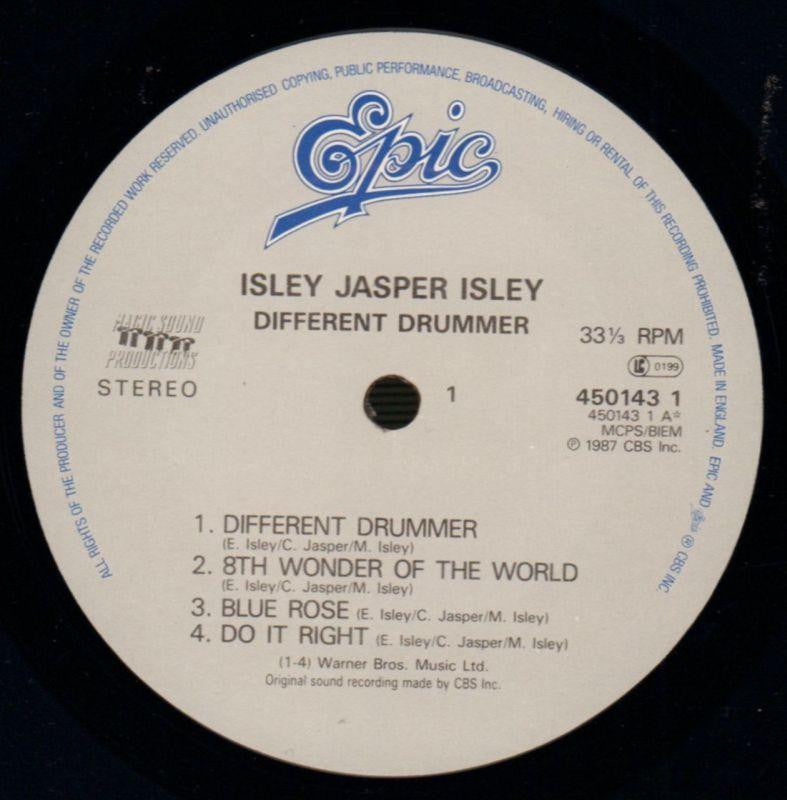 ALL RIGHTS OF THE PRODUCER AND OF THE OWNER OF THE RECORDED WORK RESERVED. UNAUTHORISED COPYING, PUBLIC PERFORMANCE, BROADCASTING, HIRING OR RENTAL OF THIS RECORDING PROHIBITED. MADE IN ENGLAND. EPIC AND Epic ® CBS INC.
Epic
ISLEY JASPER ISLEY
DIFFERENT DRUMMER
MAGIC SOUND
PRODUCTIONS
STEREO
1
33⅓ RPM
LC 0199
450143 1
450143 1 A☆
MCPS/BIEM
℗ 1987 CBS Inc.
1. DIFFERENT DRUMMER
(E. Isley/C. Jasper/M. Isley)
2. 8TH WONDER OF THE WORLD
(E. Isley/C. Jasper/M. Isley)
3. BLUE ROSE (E. Isley/C. Jasper/M. Isley)
4. DO IT RIGHT (E. Isley/C. Jasper/M. Isley)
(1-4) Warner Bros. Music Ltd.
Original sound recording made by CBS Inc.